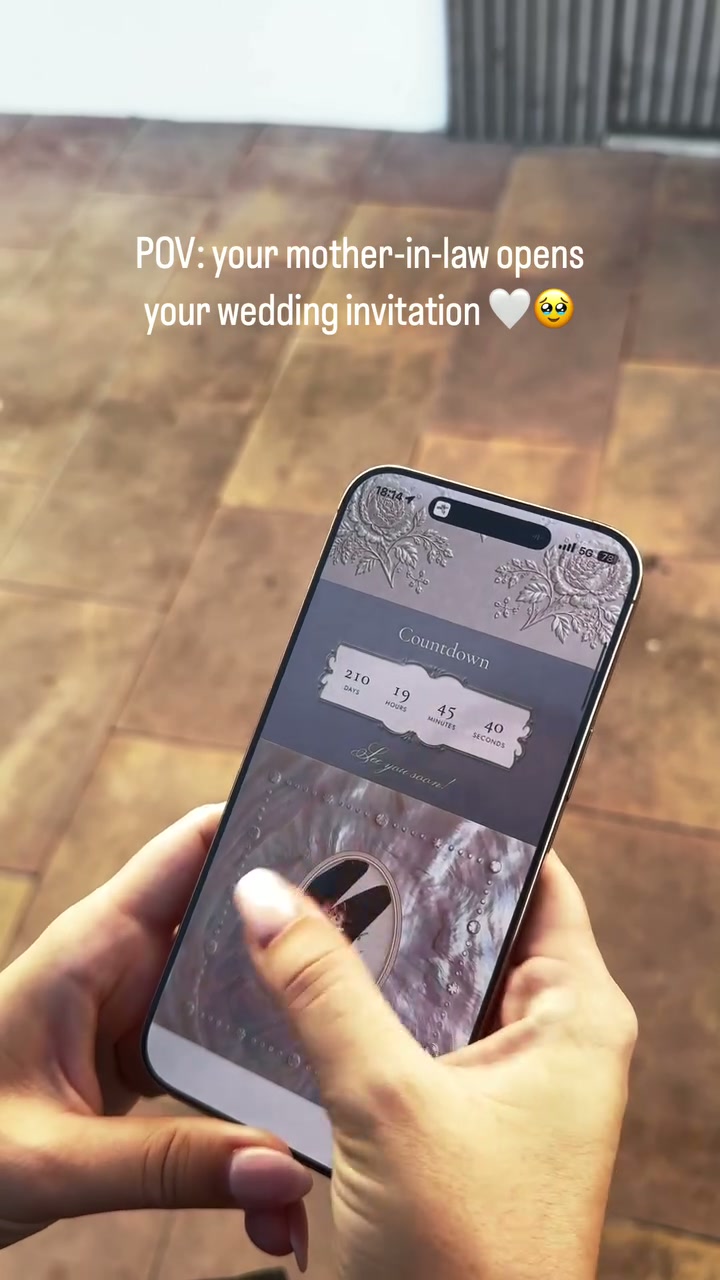 POV: your mother-in-law opens
your wedding invitation 🤍🥹
18:14
5G 78
Countdown
210 19 45 40
DAYS HOURS MINUTES SECONDS
See you soon!